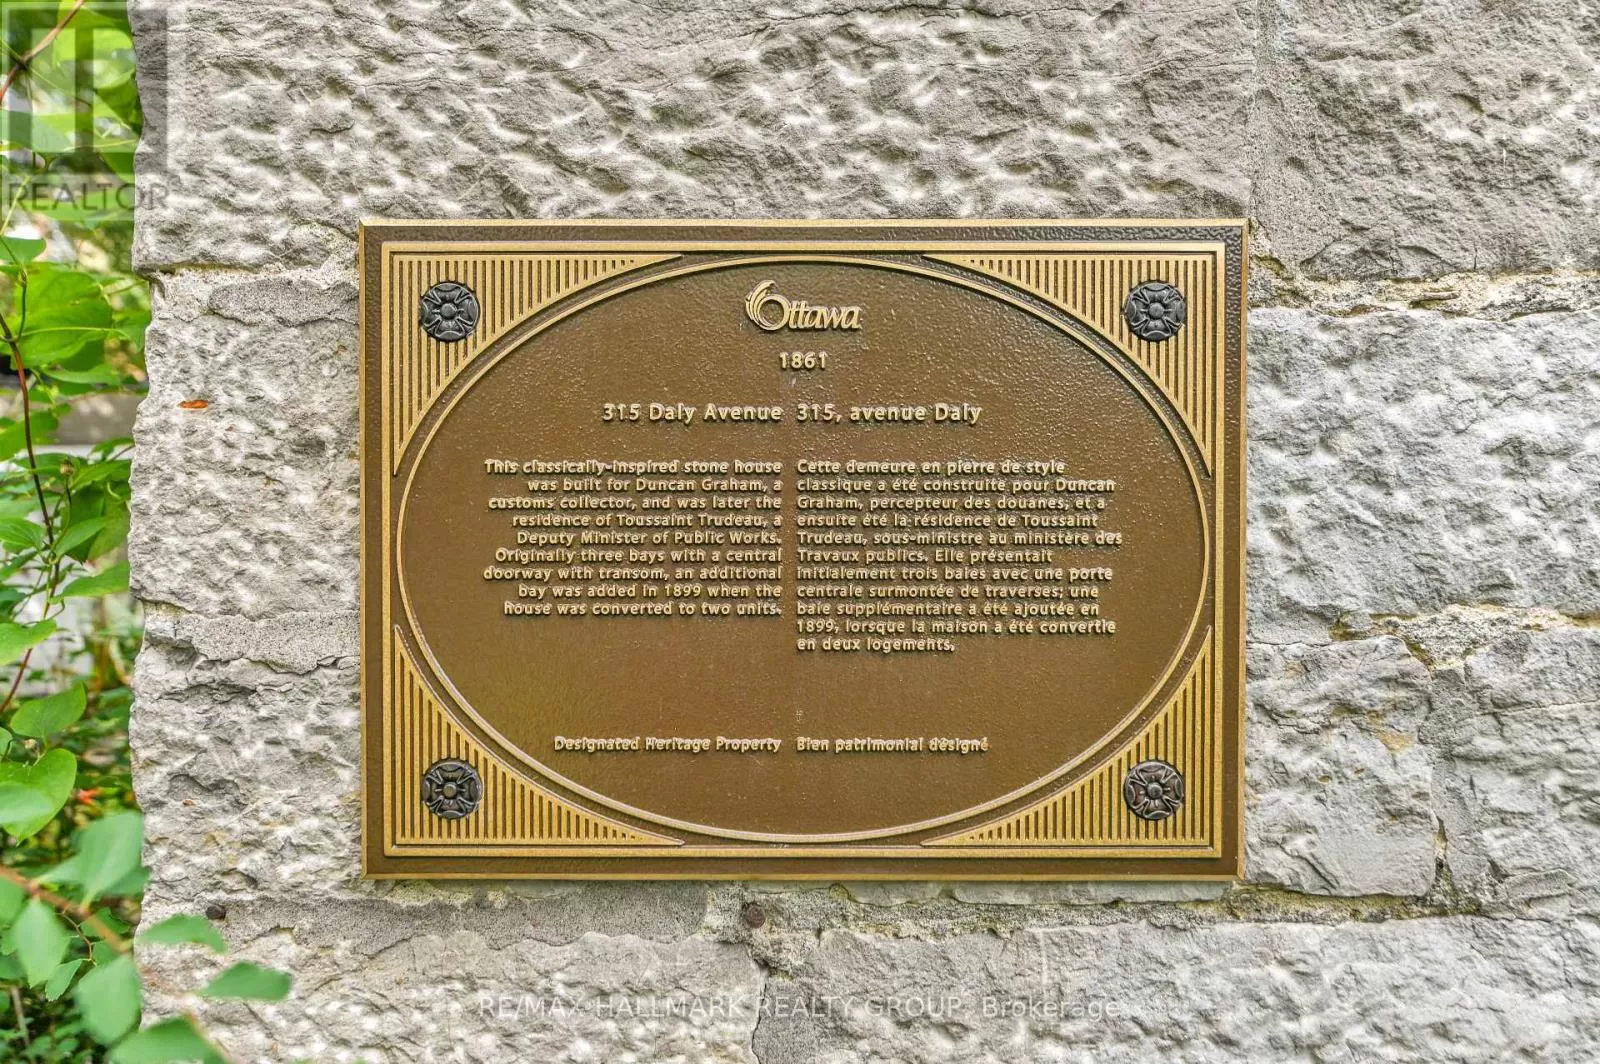 REALTOR
Ottawa
1861
315 Daly Avenue
This classically-inspired stone house
was built for Duncan Graham, a
customs collector, and was later the
residence of Toussaint Trudeau, a
Deputy Minister of Public Works.
Originally three bays with a central
doorway with transom, an additional
bay was added in 1899 when the
house was converted to two units.
Designated Heritage Property
315, avenue Daly
Cette demeure en pierre de style
classique a été construite pour Duncan
Graham, percepteur des douanes, et a
ensuite été la résidence de Toussaint
Trudeau, sous-ministre au ministère des
Travaux publics. Elle présentait
initialement trois baies avec une porte
centrale surmontée de traverses; une
baie supplémentaire a été ajoutée en
1899, lorsque la maison a été convertie
en deux logements.
Bien patrimonial désigné
RE/MAX HALLMARK REALTY GROUP, Brokerage